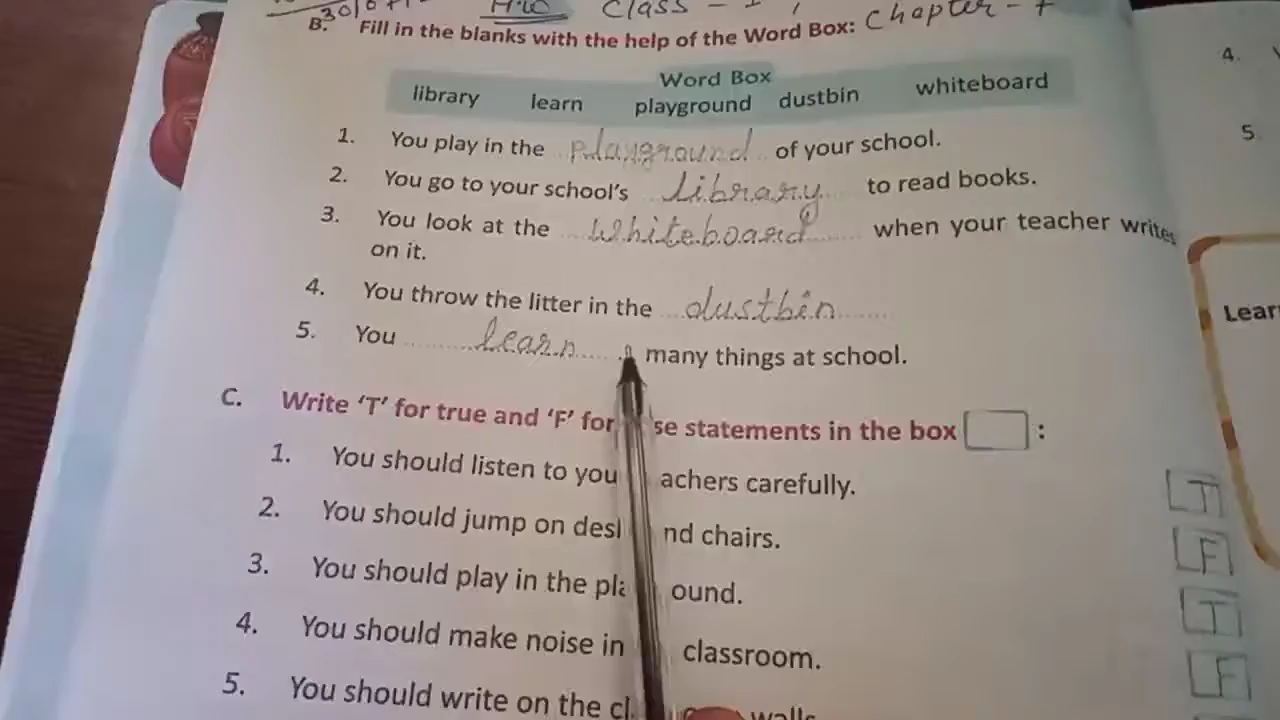 H.W Class - I, Chapter - 7
B. Fill in the blanks with the help of the Word Box:
Word Box
library learn playground dustbin whiteboard
1. You play in the playground of your school.
2. You go to your school's library to read books.
3. You look at the whiteboard when your teacher writes
on it.
4. You throw the litter in the dustbin
5. You learn many things at school.
C. Write 'T' for true and 'F' for se statements in the box :
1. You should listen to you achers carefully. T
2. You should jump on des nd chairs. F
3. You should play in the pla ound. T
4. You should make noise in classroom. F
5. You should write on the cl walls
4.
5
Lear